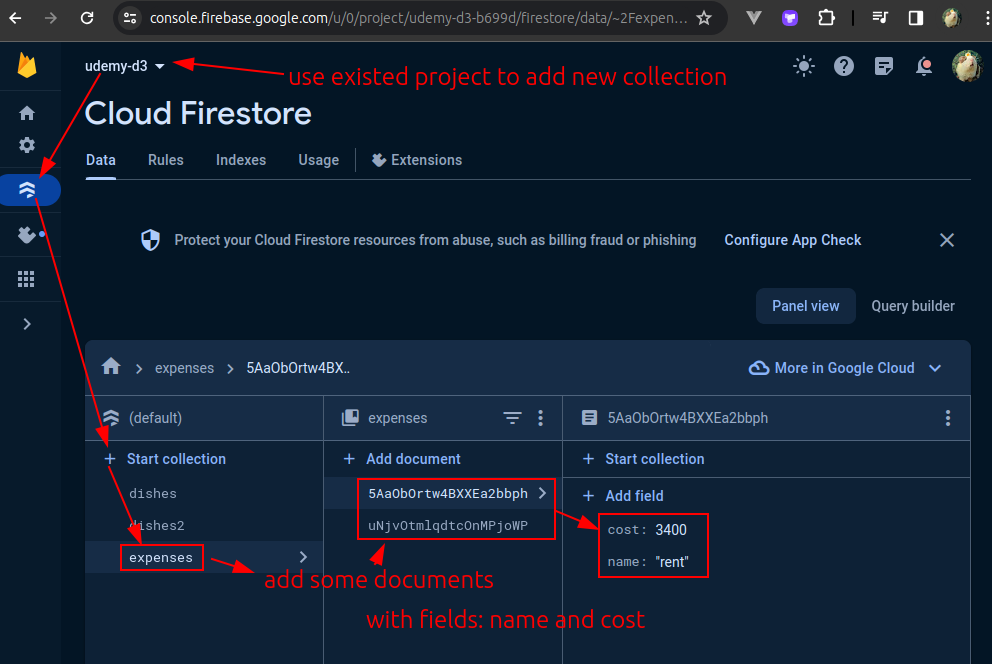 console.firebase.google.com/u/0/project/udemy-d3-b699d/firestore/data/~2Fexpen...
udemy-d3
use existed project to add new collection
Cloud Firestore
Data Rules Indexes Usage Extensions
Protect your Cloud Firestore resources from abuse, such as billing fraud or phishing Configure App Check
Panel view Query builder
expenses 5AaObOrtw4BX.. More in Google Cloud
(default) expenses 5AaObOrtw4BXXEa2bbph
+ Start collection + Add document + Start collection
dishes 5AaObOrtw4BXXEa2bbph + Add field
dishes2 uNjvOtmlqdtcOnMPjoWP cost: 3400
expenses name: "rent"
add some documents
with fields: name and cost